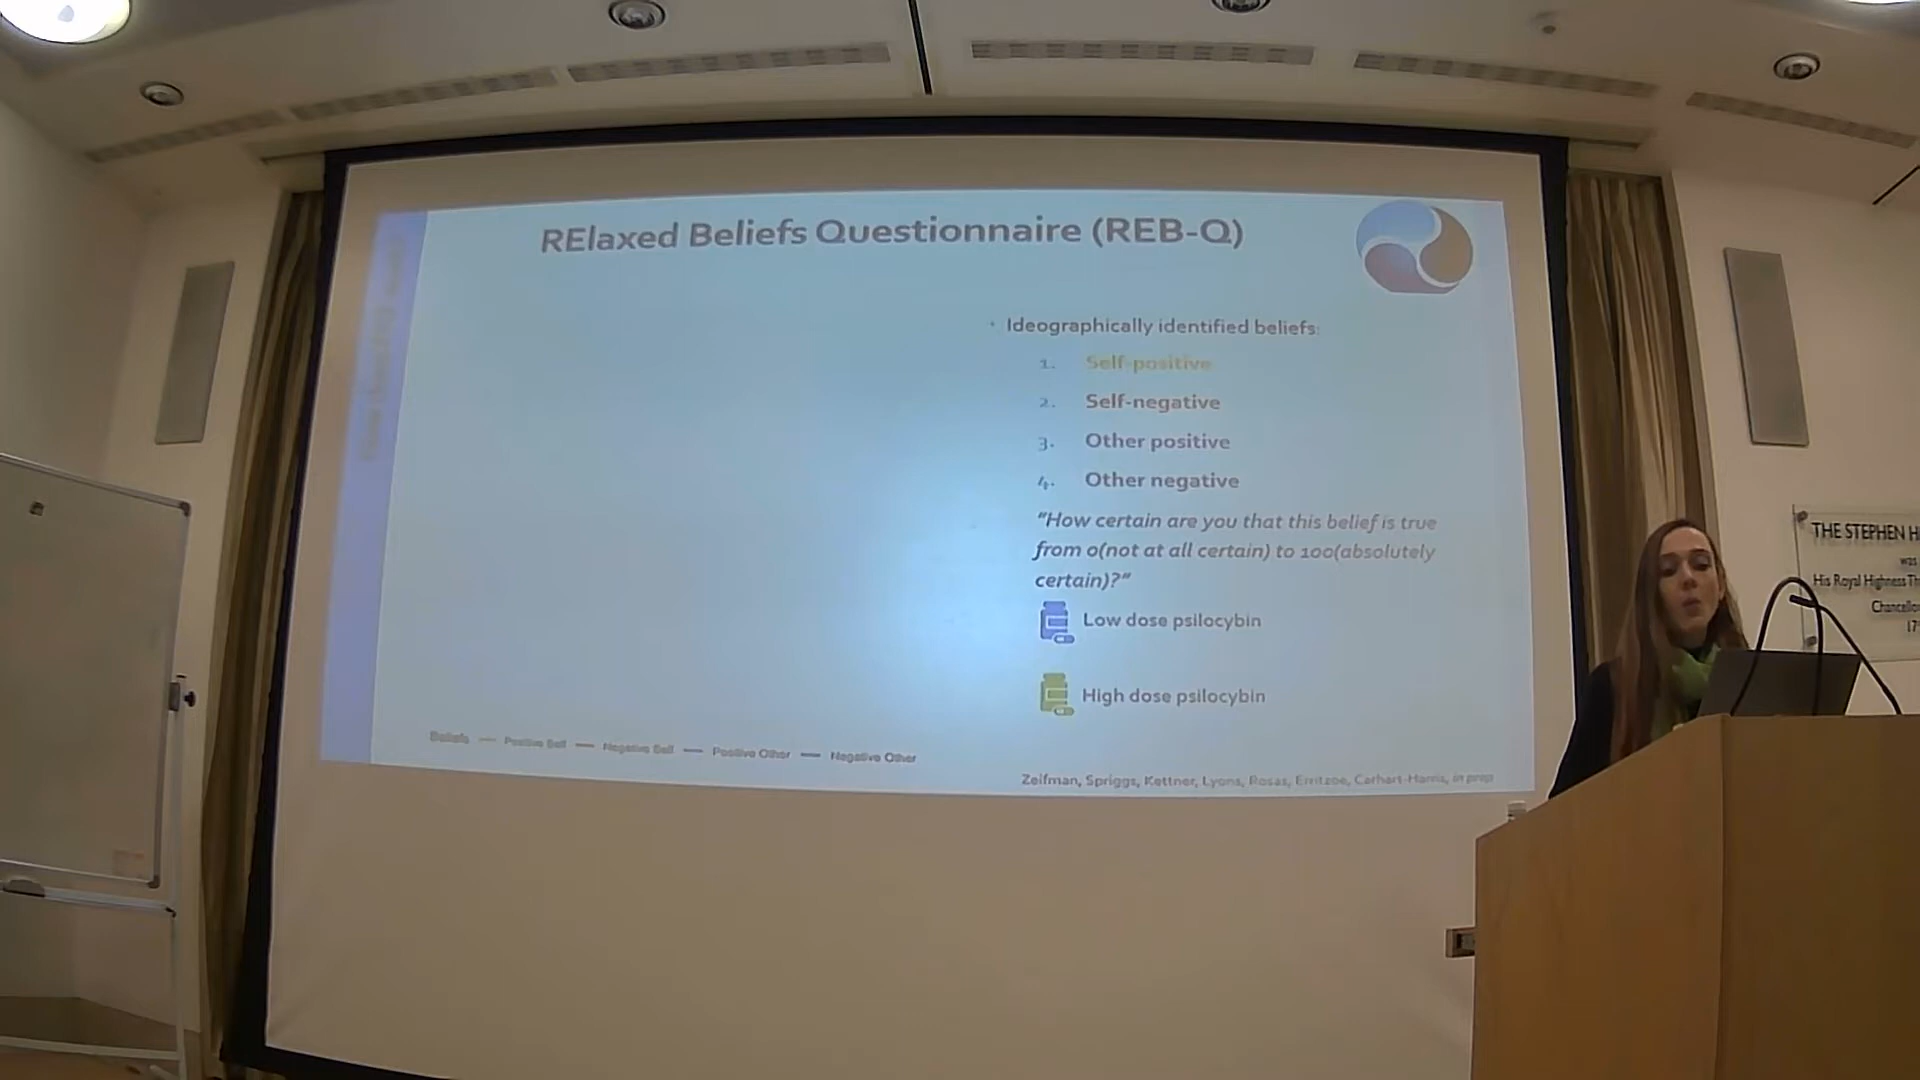 RElaxed Beliefs Questionnaire (REB-Q)
Ideographically identified beliefs:
1. Self-positive
2. Self-negative
3. Other positive
4. Other negative
"How certain are you that this belief is true
from 0(not at all certain) to 100(absolutely
certain)?"
Low dose psilocybin
High dose psilocybin
Beliefs — Positive Self — Negative Self — Positive Other — Negative Other
Zeifman, Spriggs, Kettner, Lyons, Rosas, Erritzoe, Carhart-Harris, in prep
THE STEPHEN H
was
His Royal Highness Th
Chancello
17